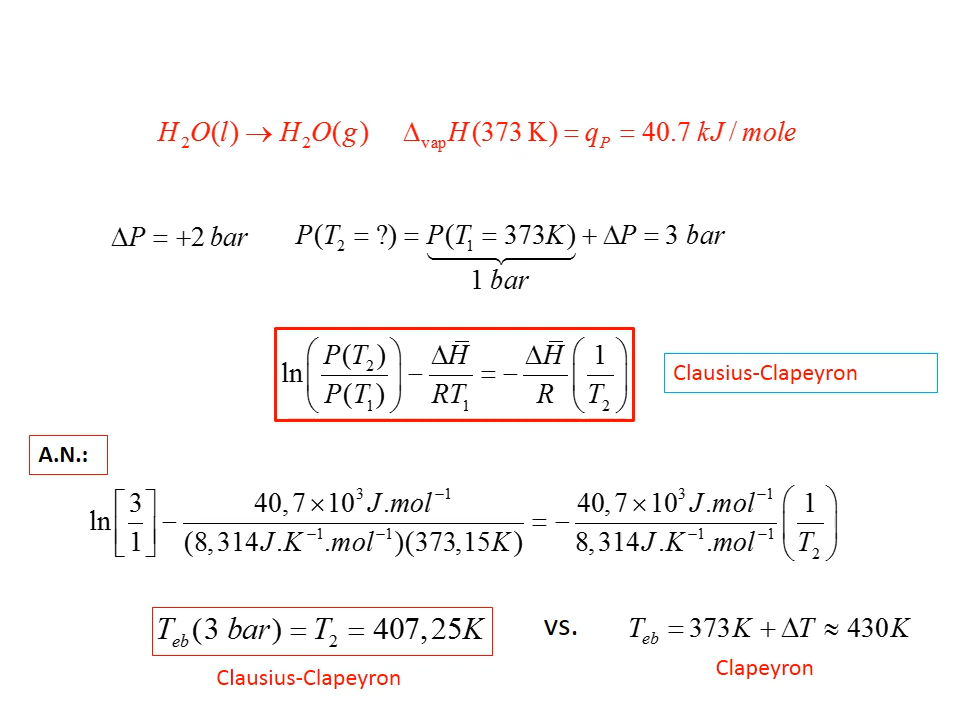 H₂O(l) → H₂O(g) Δ_vap H(373 K) = q_P = 40.7 kJ / mole
ΔP = +2 bar P(T₂ = ?) = P(T₁ = 373K) + ΔP = 3 bar
1 bar
ln(P(T₂)/P(T₁)) − ΔH̅/RT₁ = − ΔH̅/R (1/T₂)
Clausius-Clapeyron
A.N.:
ln[3/1] − 40,7×10³ J.mol⁻¹/(8,314J.K⁻¹.mol⁻¹)(373,15K) = − 40,7×10³ J.mol⁻¹/8,314J.K⁻¹.mol⁻¹ (1/T₂)
T_eb(3 bar) = T₂ = 407,25K vs. T_eb = 373K + ΔT ≈ 430K
Clausius-Clapeyron Clapeyron